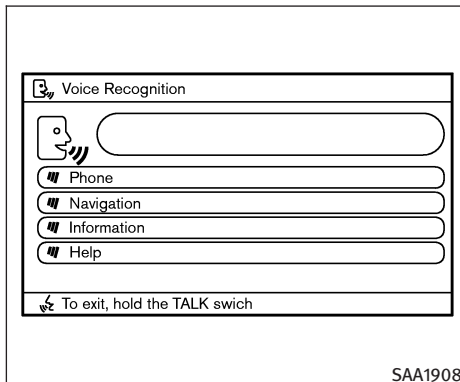 Voice Recognition
Phone
Navigation
Information
Help
To exit, hold the TALK swich
SAA1908